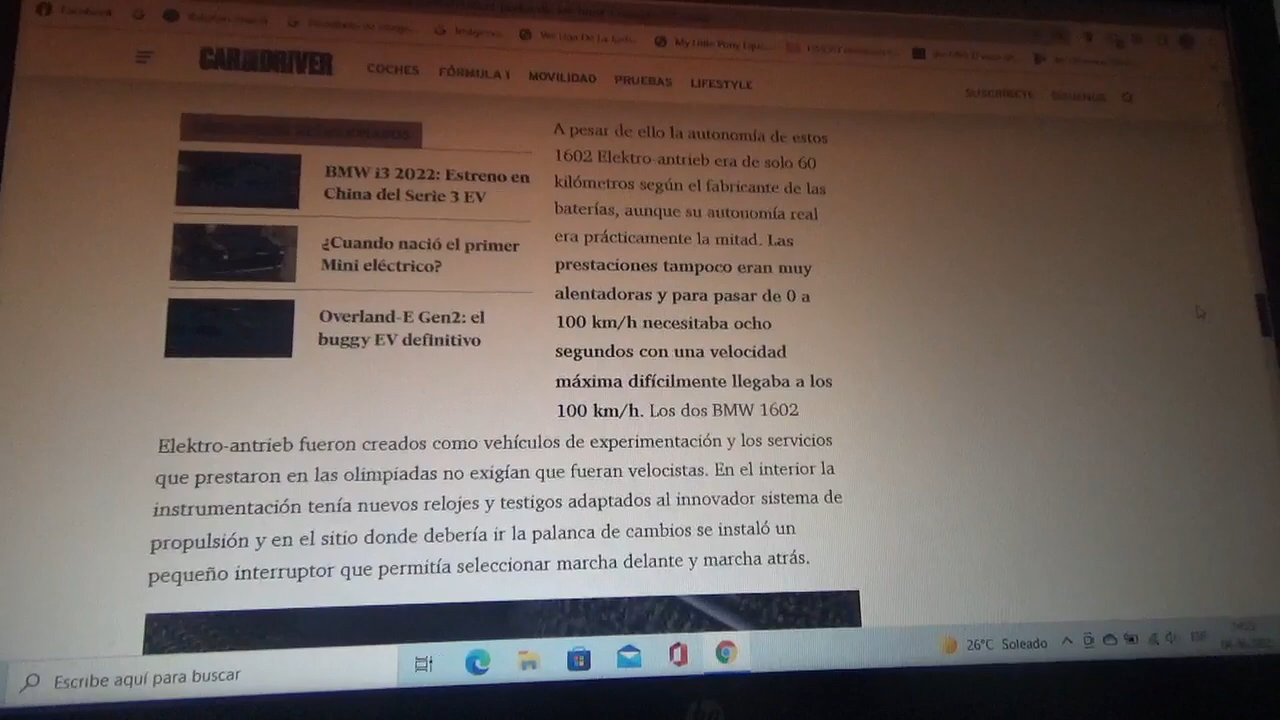 Facebook
My Little Pony
CAR AND DRIVER
COCHES FÓRMULA 1 MOVILIDAD PRUEBAS LIFESTYLE
SUSCRÍBETE SÍGUENOS
BMW i3 2022: Estreno en
China del Serie 3 EV
¿Cuando nació el primer
Mini eléctrico?
Overland-E Gen2: el
buggy EV definitivo
A pesar de ello la autonomía de estos
1602 Elektro-antrieb era de solo 60
kilómetros según el fabricante de las
baterías, aunque su autonomía real
era prácticamente la mitad. Las
prestaciones tampoco eran muy
alentadoras y para pasar de 0 a
100 km/h necesitaba ocho
segundos con una velocidad
máxima difícilmente llegaba a los
100 km/h. Los dos BMW 1602
Elektro-antrieb fueron creados como vehículos de experimentación y los servicios
que prestaron en las olimpiadas no exigían que fueran velocistas. En el interior la
instrumentación tenía nuevos relojes y testigos adaptados al innovador sistema de
propulsión y en el sitio donde debería ir la palanca de cambios se instaló un
pequeño interruptor que permitía seleccionar marcha delante y marcha atrás.
Escribe aquí para buscar
26°C Soleado
hp